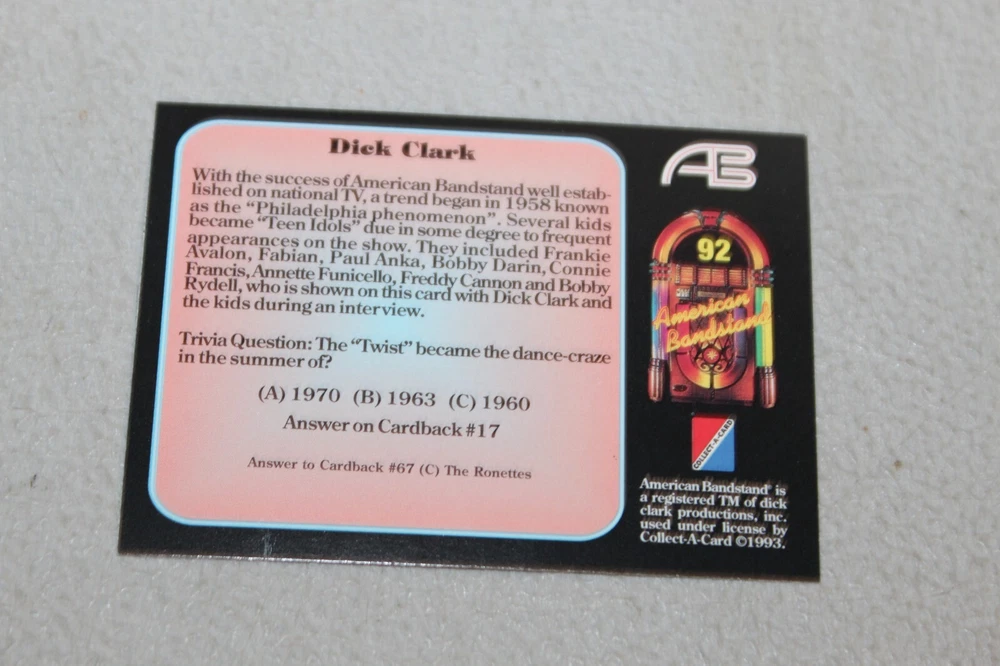 Dick Clark
With the success of American Bandstand well estab-
lished on national TV, a trend began in 1958 known
as the "Philadelphia phenomenon". Several kids
became "Teen Idols" due in some degree to frequent
appearances on the show. They included Frankie
Avalon, Fabian, Paul Anka, Bobby Darin, Connie
Francis, Annette Funicello, Freddy Cannon and Bobby
Rydell, who is shown on this card with Dick Clark and
the kids during an interview.
Trivia Question: The "Twist" became the dance-craze
in the summer of?
(A) 1970 (B) 1963 (C) 1960
Answer on Cardback #17
Answer to Cardback #67 (C) The Ronettes
AB
92
American
Bandstand
COLLECT-A-CARD
American Bandstand® is
a registered TM of dick
clark productions, inc.
used under license by
Collect-A-Card ©1993.